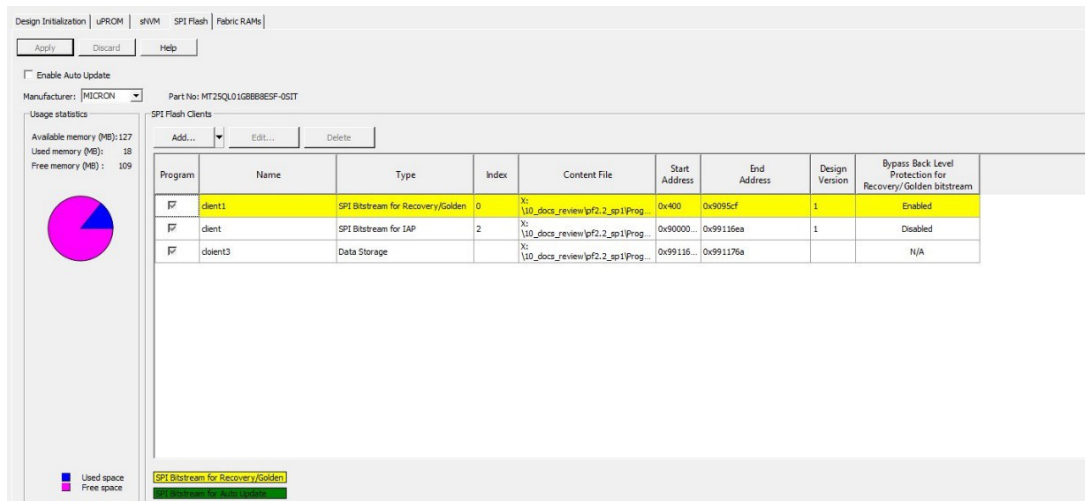 Design Initialization uPROM sNVM SPI Flash Fabric RAMs
Apply Discard Help
Enable Auto Update
Manufacturer: MICRON Part No: MT25QL01GBBB8ESF-0SIT
Usage statistics SPI Flash Clients
Available memory (MB): 127 Add... Edit... Delete
Used memory (MB): 18
Free memory (MB) : 109
Program Name Type Index Content File Start Address End Address Design Version Bypass Back Level Protection for Recovery/Golden bitstream
client1 SPI Bitstream for Recovery/Golden 0 X:\10_docs_review\pf2.2_sp1\Prog... 0x400 0x9095cf 1 Enabled
client SPI Bitstream for IAP 2 X:\10_docs_review\pf2.2_sp1\Prog... 0x90000... 0x99116ea 1 Disabled
cloient3 Data Storage X:\10_docs_review\pf2.2_sp1\Prog... 0x99116... 0x991176a N/A
Used space SPI Bitstream for Recovery/Golden
Free space SPI Bitstream for Auto Update